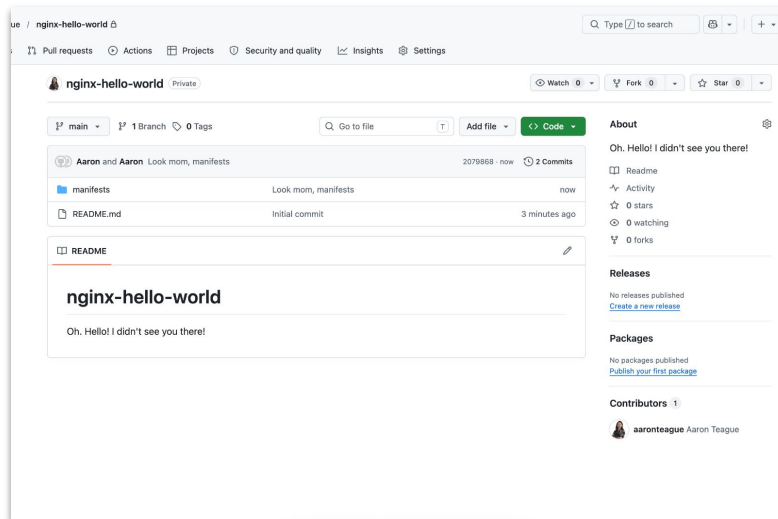 ue / nginx-hello-world
Type / to search
Pull requests Actions Projects Security and quality Insights Settings
nginx-hello-world Private
Watch 0 Fork 0 Star 0
main 1 Branch 0 Tags Go to file T Add file Code
Aaron and Aaron Look mom, manifests 2079868 · now 2 Commits
manifests Look mom, manifests now
README.md Initial commit 3 minutes ago
README
nginx-hello-world
Oh. Hello! I didn't see you there!
About
Oh. Hello! I didn't see you there!
Readme
Activity
0 stars
0 watching
0 forks
Releases
No releases published
Create a new release
Packages
No packages published
Publish your first package
Contributors 1
aaronteague Aaron Teague